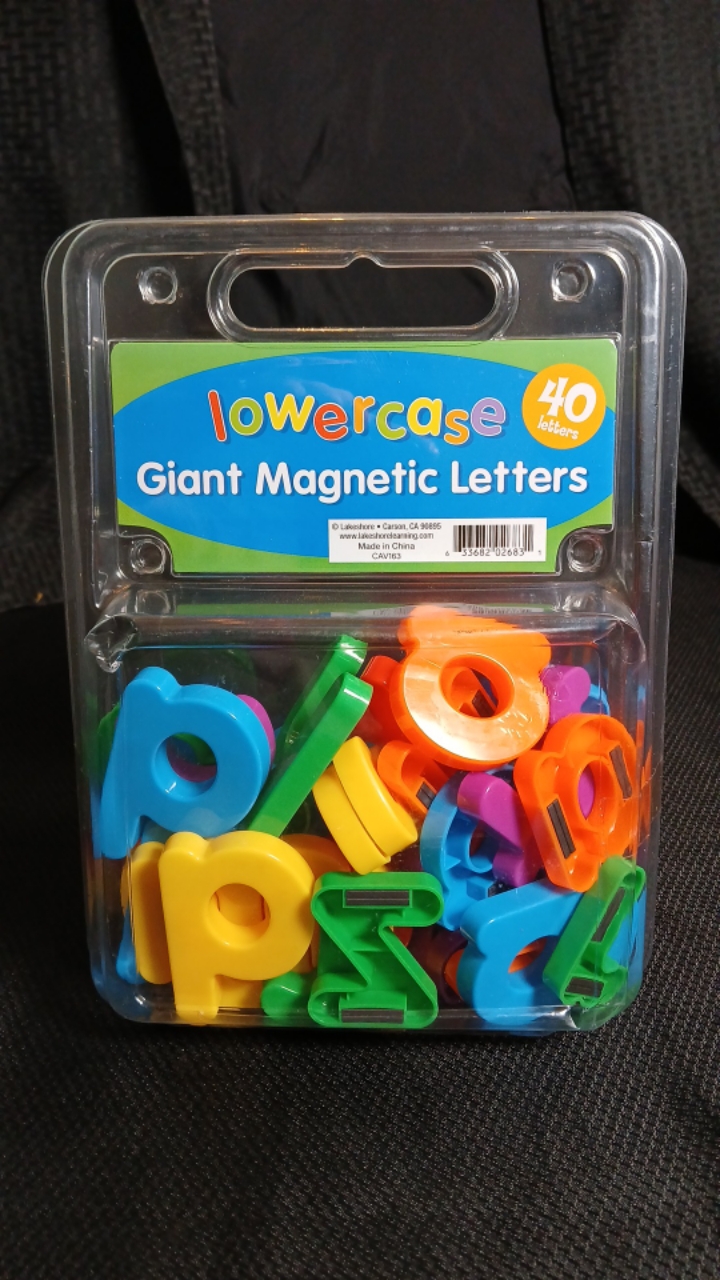 lowercase
40
letters
Giant Magnetic Letters
© Lakeshore • Carson, CA 90895
www.lakeshorelearning.com
Made in China
CAV163
6 33682 02683 1